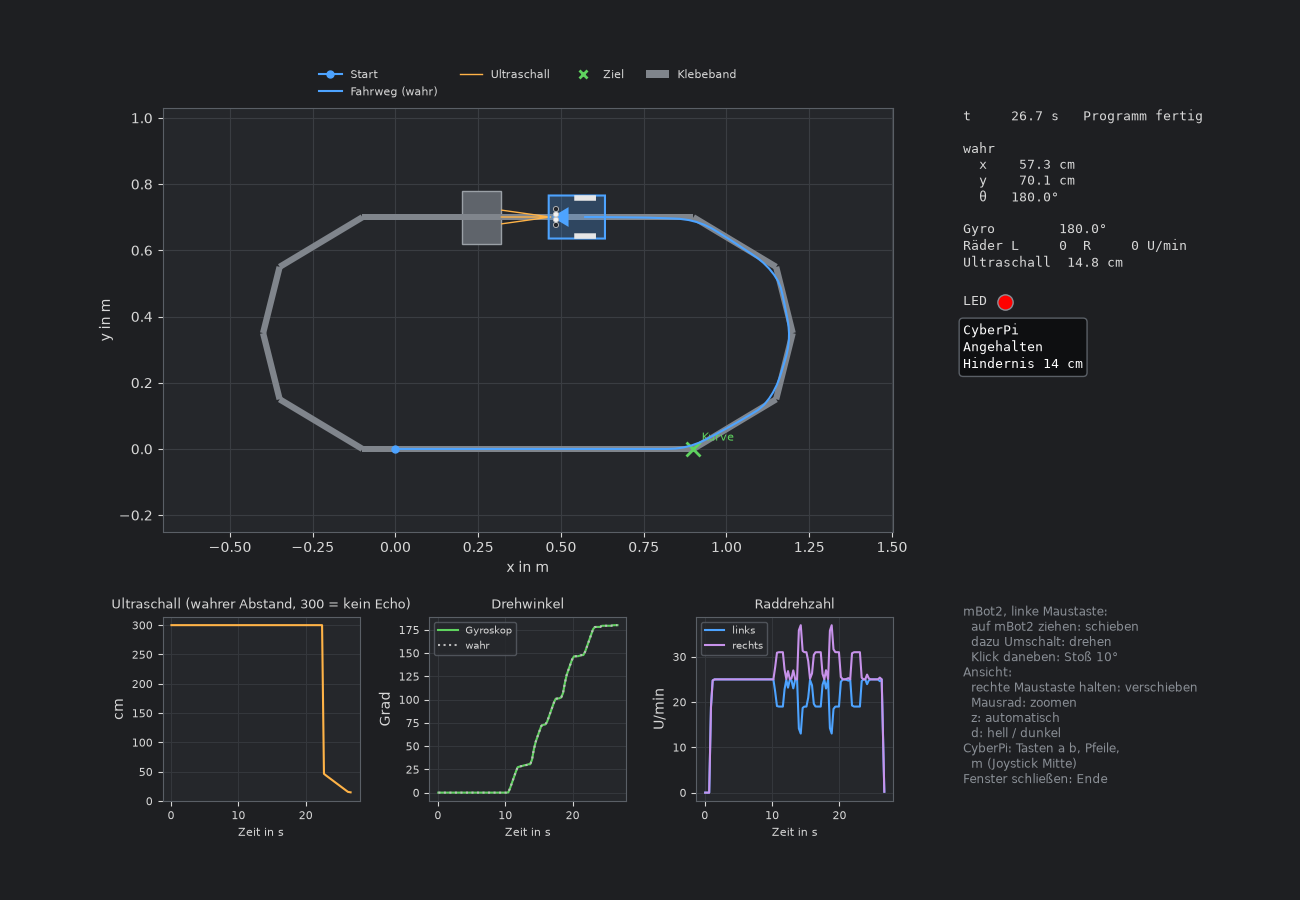 Start
Fahrweg (wahr)
Ultraschall
Ziel
Klebeband
1.0
0.8
0.6
0.4
0.2
0.0
−0.2
y in m
Kurve
−0.50 −0.25 0.00 0.25 0.50 0.75 1.00 1.25 1.50
x in m
t 26.7 s Programm fertig
wahr
x 57.3 cm
y 70.1 cm
θ 180.0°
Gyro 180.0°
Räder L 0 R 0 U/min
Ultraschall 14.8 cm
LED
CyberPi
Angehalten
Hindernis 14 cm
Ultraschall (wahrer Abstand, 300 = kein Echo)
300
250
200
150
100
50
0
cm
0 10 20
Zeit in s
Drehwinkel
Gyroskop
wahr
175
150
125
100
75
50
25
0
Grad
0 10 20
Zeit in s
Raddrehzahl
links
rechts
30
20
10
0
U/min
0 10 20
Zeit in s
mBot2, linke Maustaste:
auf mBot2 ziehen: schieben
dazu Umschalt: drehen
Klick daneben: Stoß 10°
Ansicht:
rechte Maustaste halten: verschieben
Mausrad: zoomen
z: automatisch
d: hell / dunkel
CyberPi: Tasten a b, Pfeile,
m (Joystick Mitte)
Fenster schließen: Ende